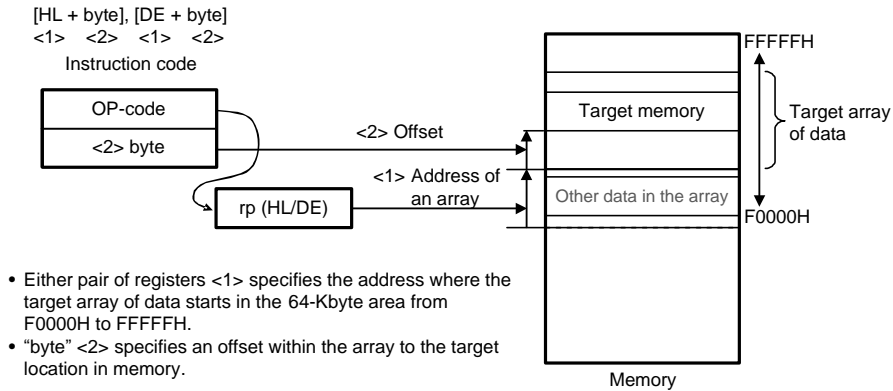 [HL + byte], [DE + byte]
<1> <2> <1> <2>
Instruction code
OP-code
<2> byte
<2> Offset
<1> Address of
an array
rp (HL/DE)
FFFFFH
Target memory
Target array
of data
Other data in the array
F0000H
Memory
• Either pair of registers <1> specifies the address where the
target array of data starts in the 64-Kbyte area from
F0000H to FFFFFH.
• “byte” <2> specifies an offset within the array to the target
location in memory.